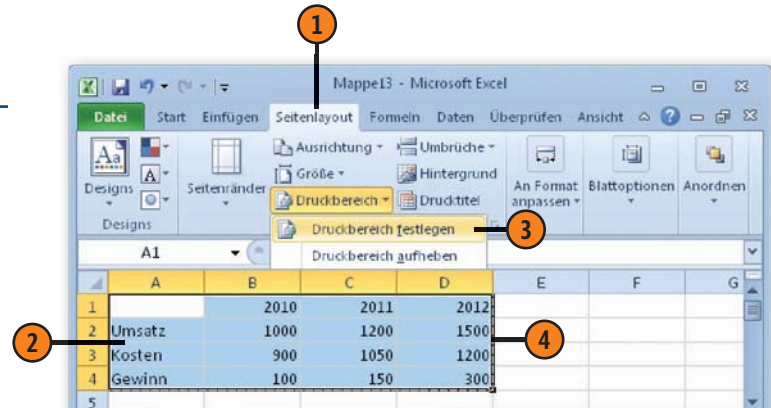 1
Mappe13 - Microsoft Excel
Datei Start Einfügen Seitenlayout Formeln Daten Überprüfen Ansicht
Aa Ausrichtung Umbrüche
A Größe Hintergrund
Designs Seitenränder Druckbereich Drucktitel An Format anpassen Blattoptionen Anordnen
Designs Druckbereich festlegen 3
A1 Druckbereich aufheben
A B C D E F G
1 2010 2011 2012
2 2 Umsatz 1000 1200 1500 4
3 Kosten 900 1050 1200
4 Gewinn 100 150 300
5